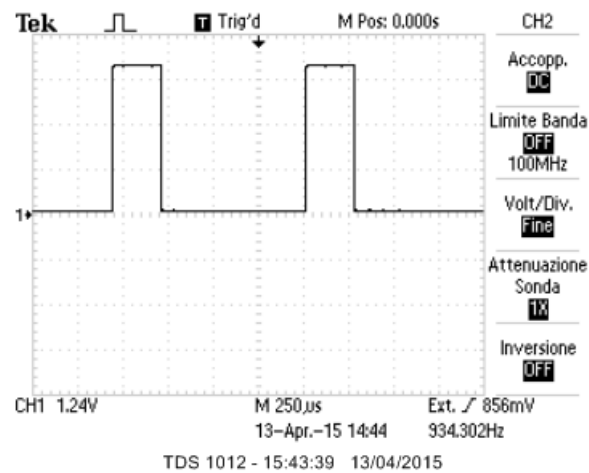 Tek T Trig'd M Pos: 0.000s CH2
Accopp.
DC
Limite Banda
OFF
100MHz
Volt/Div.
Fine
Attenuazione
Sonda
1X
Inversione
OFF
1
CH1 1.24V M 250µs Ext. 856mV
13-Apr.-15 14:44 934.302Hz
TDS 1012 - 15:43:39 13/04/2015